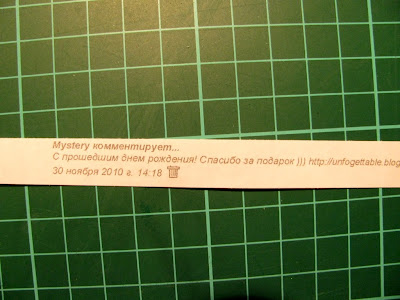 Mystery комментирует...
С прошедшим днем рождения! Спасибо за подарок ))) http://unfogettable.blog
30 ноября 2010 г. 14:18